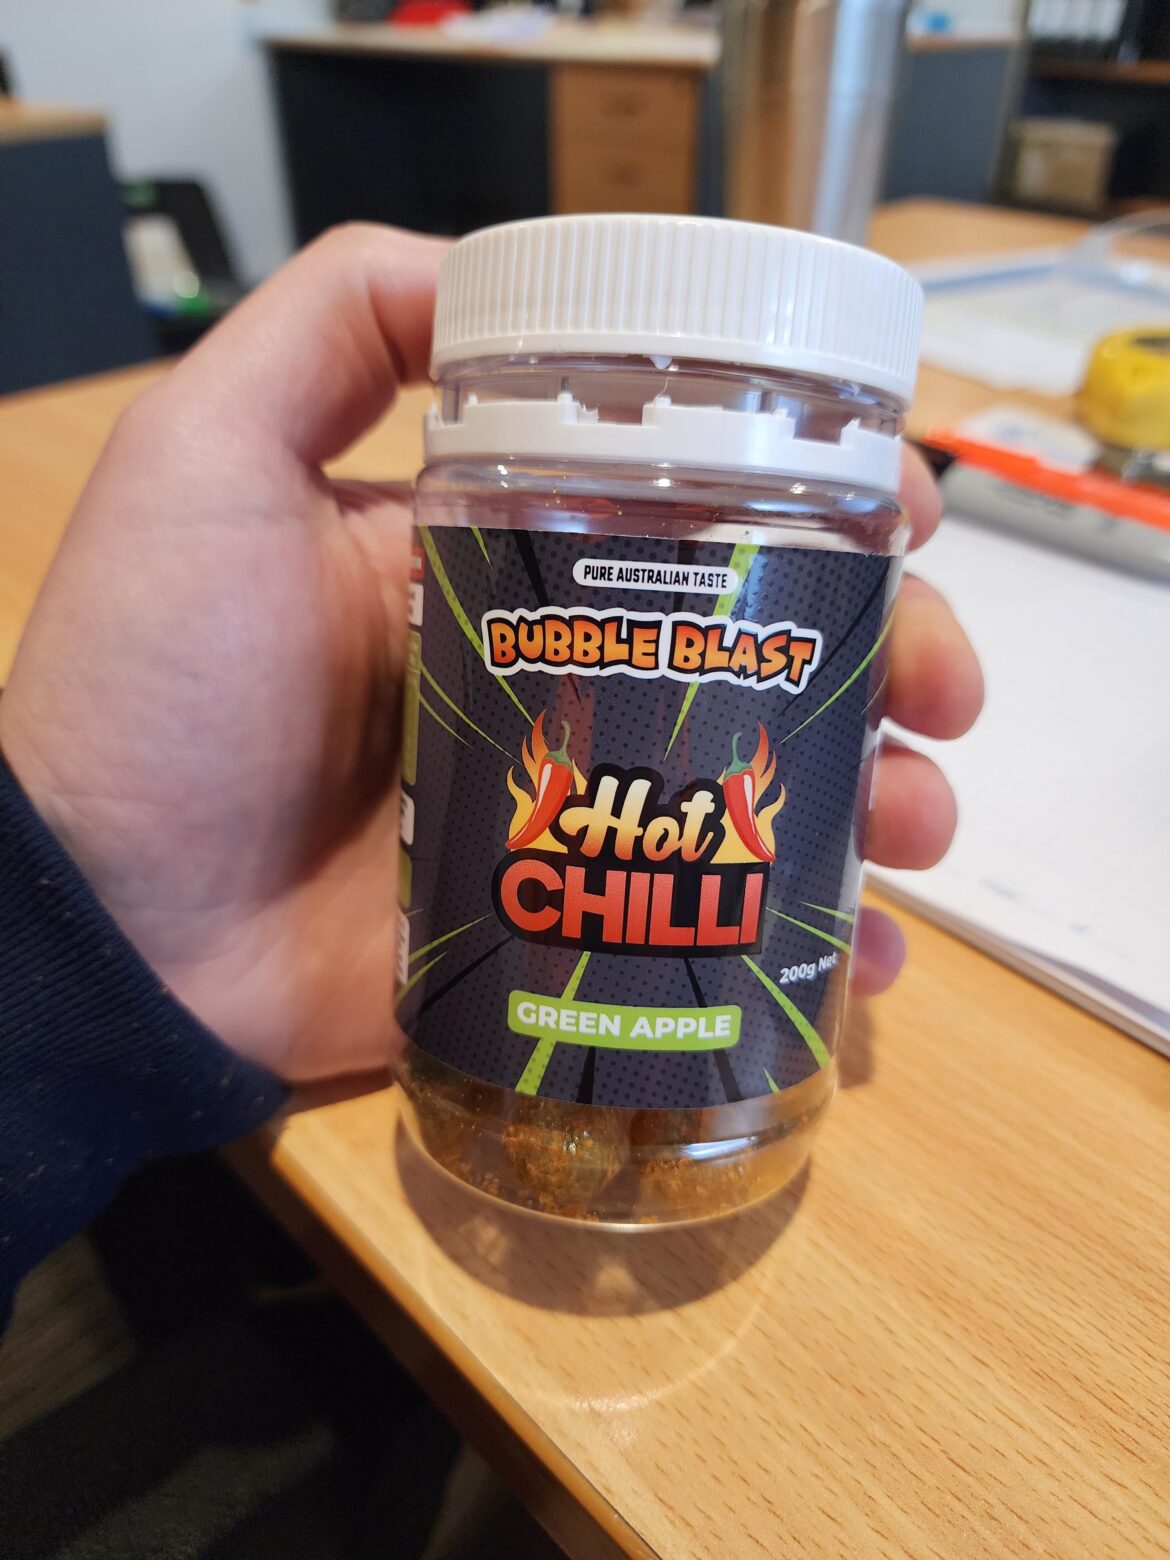 PURE AUSTRALIAN TASTE
BUBBLE BLAST
Hot
CHILLI
200g Net
GREEN APPLE